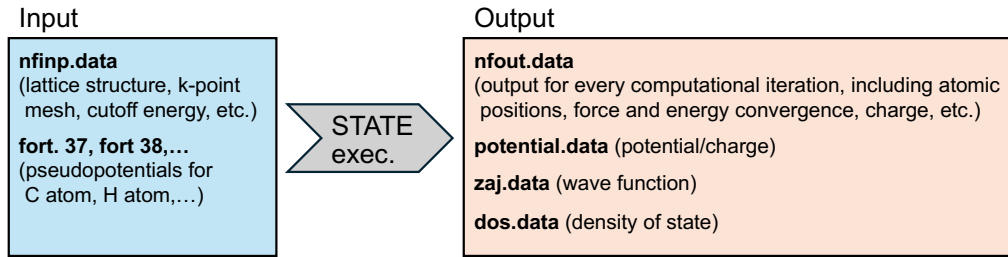 Input
nfinp.data
(lattice structure, k-point
mesh, cutoff energy, etc.)
fort. 37, fort 38,...
(pseudopotentials for
C atom, H atom,...)
STATE
exec.
Output
nfout.data
(output for every computational iteration, including atomic
positions, force and energy convergence, charge, etc.)
potential.data (potential/charge)
zaj.data (wave function)
dos.data (density of state)